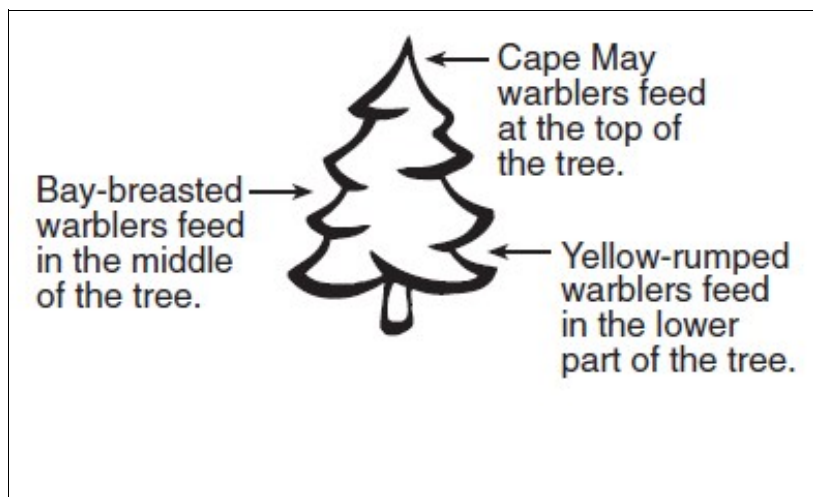 Cape May
warblers feed
at the top of
the tree.
Bay-breasted
warblers feed
in the middle
of the tree.
Yellow-rumped
warblers feed
in the lower
part of the tree.